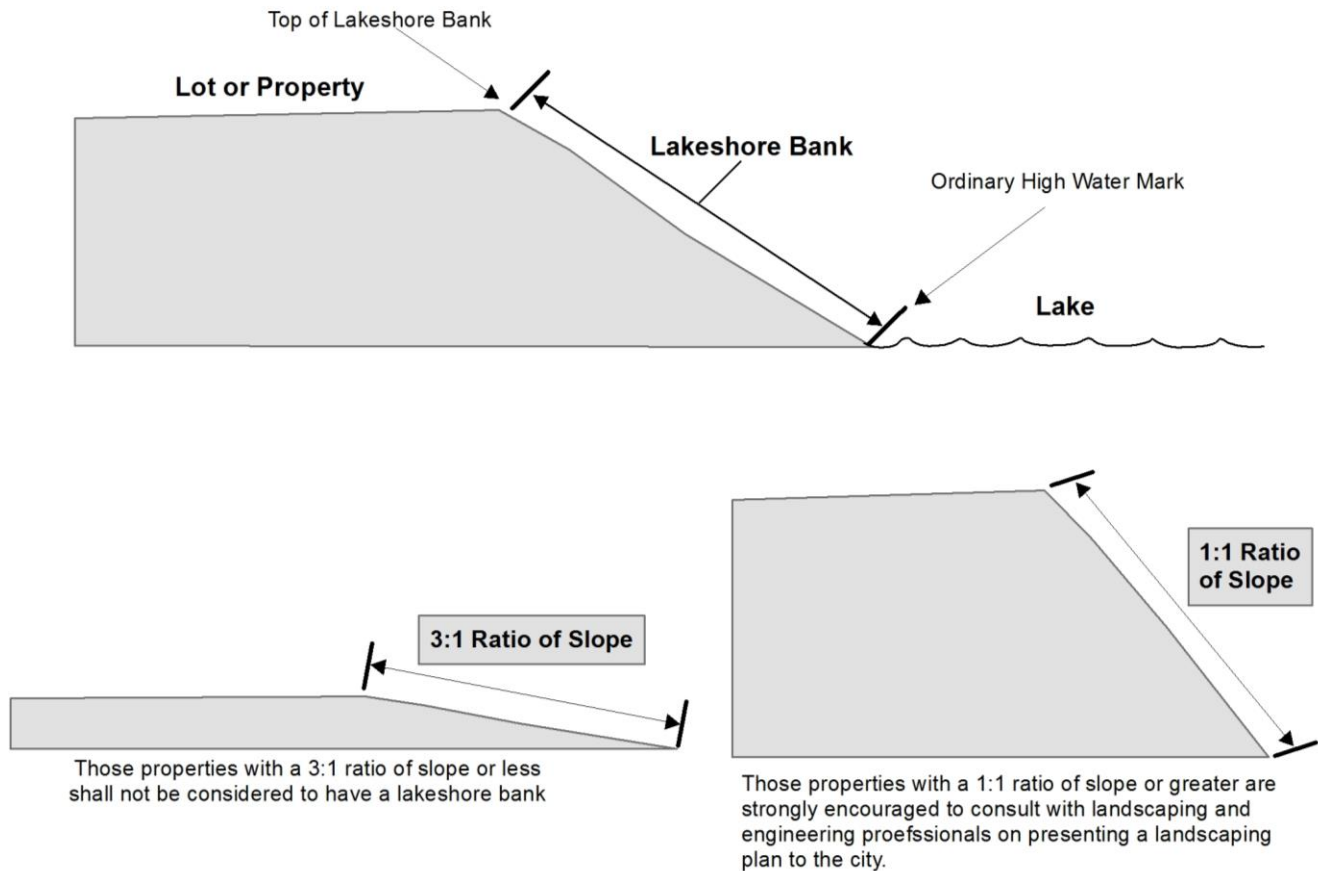 Top of Lakeshore Bank
Lot or Property
Lakeshore Bank
Ordinary High Water Mark
Lake
3:1 Ratio of Slope
Those properties with a 3:1 ratio of slope or less
shall not be considered to have a lakeshore bank
1:1 Ratio
of Slope
Those properties with a 1:1 ratio of slope or greater are
strongly encouraged to consult with landscaping and
engineering proefssionals on presenting a landscaping
plan to the city.